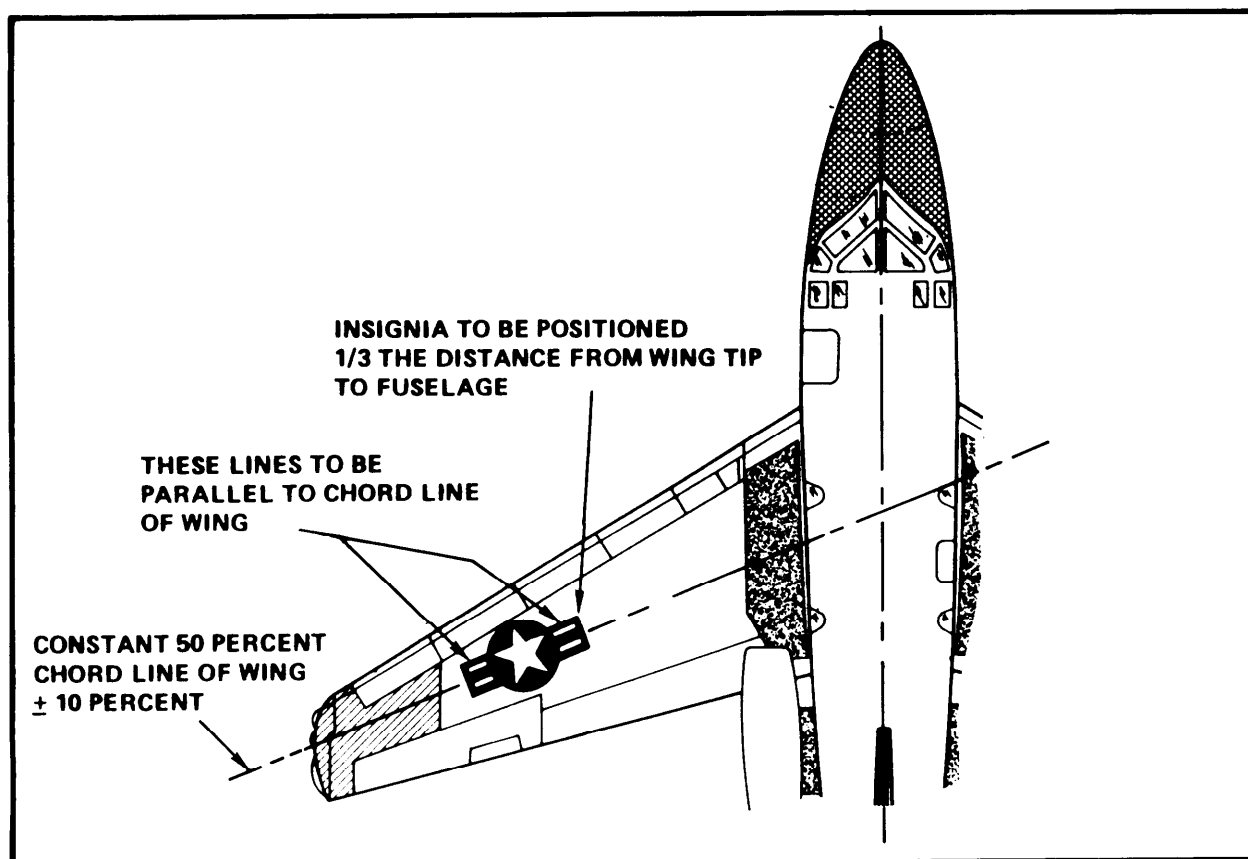 INSIGNIA TO BE POSITIONED
1/3 THE DISTANCE FROM WING TIP
TO FUSELAGE
THESE LINES TO BE
PARALLEL TO CHORD LINE
OF WING
CONSTANT 50 PERCENT
CHORD LINE OF WING
± 10 PERCENT